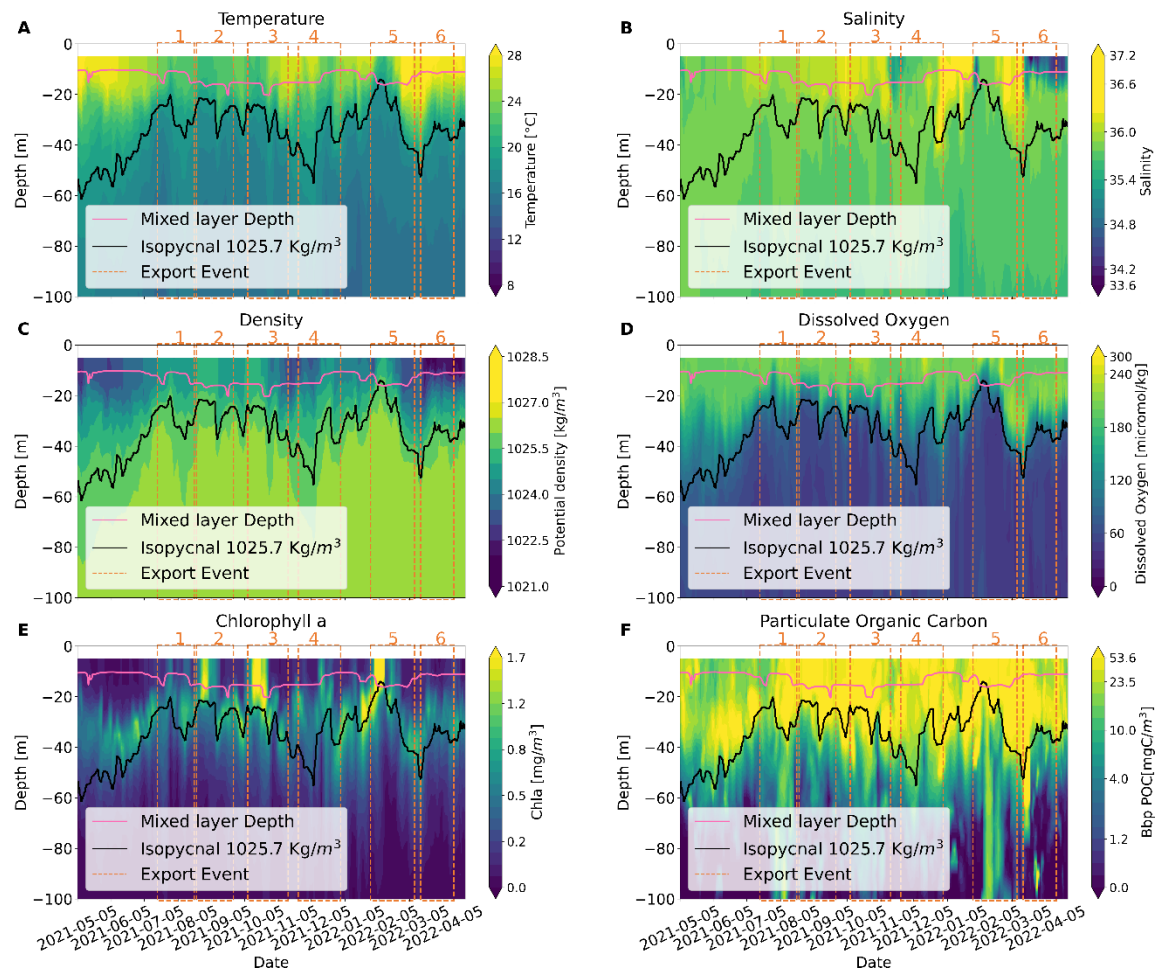 A
Temperature
1 2 3 4 5 6
0
−20
−40
−60
−80
−100
Depth [m]
Mixed layer Depth
Isopycnal 1025.7 Kg/m³
Export Event
28
24
20
16
12
8
Temperature [°C]
B
Salinity
1 2 3 4 5 6
0
−20
−40
−60
−80
−100
Depth [m]
Mixed layer Depth
Isopycnal 1025.7 Kg/m³
Export Event
37.2
36.6
36.0
35.4
34.8
34.2
33.6
Salinity
C
Density
1 2 3 4 5 6
0
−20
−40
−60
−80
−100
Depth [m]
Mixed layer Depth
Isopycnal 1025.7 Kg/m³
Export Event
1028.5
1027.0
1025.5
1024.0
1022.5
1021.0
Potential density [kg/m³]
D
Dissolved Oxygen
1 2 3 4 5 6
0
−20
−40
−60
−80
−100
Depth [m]
Mixed layer Depth
Isopycnal 1025.7 Kg/m³
Export Event
300
240
180
120
60
0
Dissolved Oxygen [micromol/kg]
E
Chlorophyll a
1 2 3 4 5 6
0
−20
−40
−60
−80
−100
Depth [m]
Mixed layer Depth
Isopycnal 1025.7 Kg/m³
Export Event
1.7
1.2
0.8
0.5
0.2
0.0
Chla [mg/m³]
2021-05-05
2021-06-05
2021-07-05
2021-08-05
2021-09-05
2021-10-05
2021-11-05
2021-12-05
2022-01-05
2022-02-05
2022-03-05
2022-04-05
Date
F
Particulate Organic Carbon
1 2 3 4 5 6
0
−20
−40
−60
−80
−100
Depth [m]
Mixed layer Depth
Isopycnal 1025.7 Kg/m³
Export Event
53.6
23.5
10.0
4.0
1.2
0.0
Bbp POC[mgC/m³]
2021-05-05
2021-06-05
2021-07-05
2021-08-05
2021-09-05
2021-10-05
2021-11-05
2021-12-05
2022-01-05
2022-02-05
2022-03-05
2022-04-05
Date